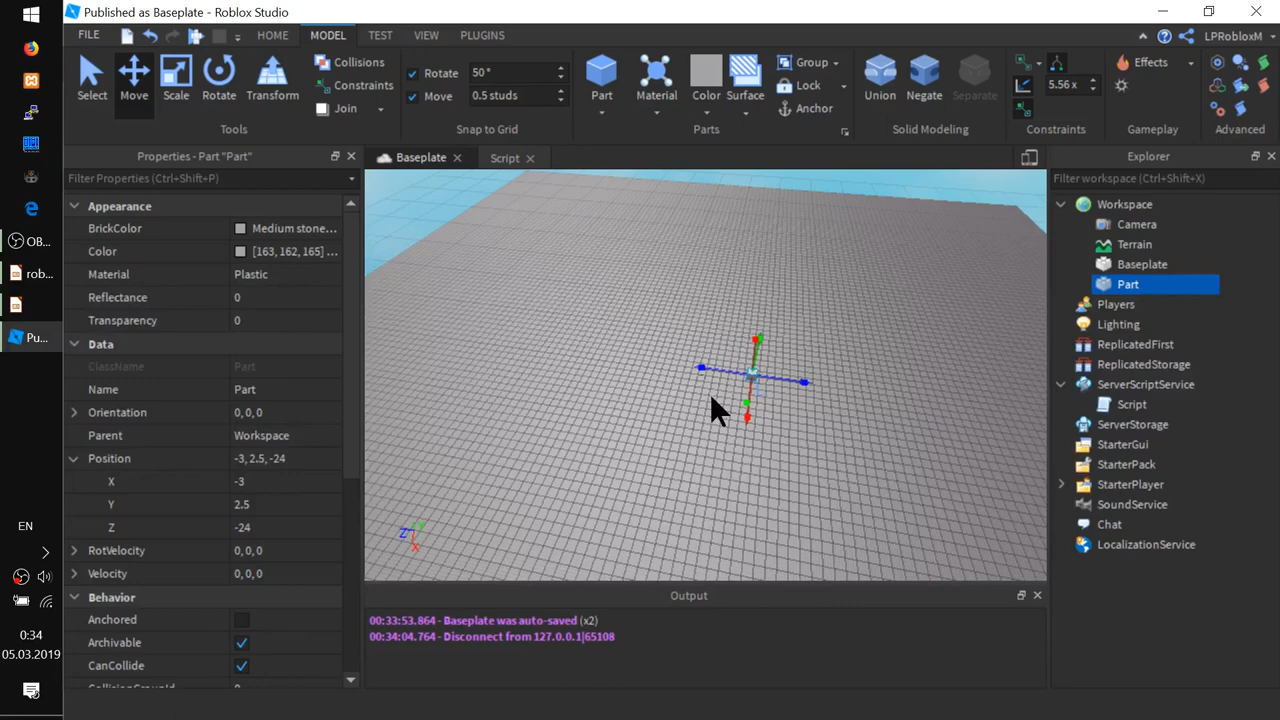 Published as Baseplate - Roblox Studio
FILE HOME MODEL TEST VIEW PLUGINS LPRobloxM
Select Move Scale Rotate Transform
Collisions
Constraints
Join
Tools
Rotate 50 °
Move 0.5 studs
Snap to Grid
Part Material Color Surface
Group
Lock
Anchor
Parts
Union Negate Separate
Solid Modeling
5.56 x
Constraints
Effects
Gameplay
Advanced
Properties - Part "Part"
Filter Properties (Ctrl+Shift+P)
Appearance
BrickColor Medium stone...
Color [163, 162, 165] ...
Material Plastic
Reflectance 0
Transparency 0
Data
ClassName Part
Name Part
Orientation 0, 0, 0
Parent Workspace
Position -3, 2.5, -24
X -3
Y 2.5
Z -24
RotVelocity 0, 0, 0
Velocity 0, 0, 0
Behavior
Anchored
Archivable
CanCollide
Baseplate
Script
Z Y
X
Output
00:33:53.864 - Baseplate was auto-saved (x2)
00:34:04.764 - Disconnect from 127.0.0.1|65108
Explorer
Filter workspace (Ctrl+Shift+X)
Workspace
Camera
Terrain
Baseplate
Part
Players
Lighting
ReplicatedFirst
ReplicatedStorage
ServerScriptService
Script
ServerStorage
StarterGui
StarterPack
StarterPlayer
SoundService
Chat
LocalizationService
OB...
rob...
Pu...
EN
0:34
05.03.2019